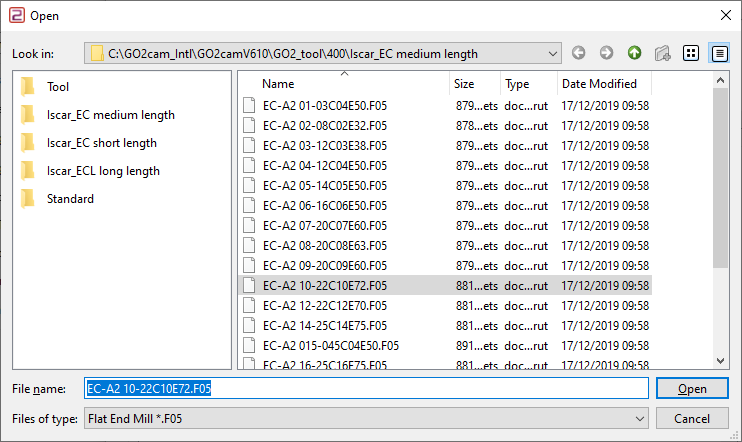 Open
Look in: C:\GO2cam_Intl\GO2camV610\GO2_tool\400\Iscar_EC medium length
Tool
Iscar_EC medium length
Iscar_EC short length
Iscar_ECL long length
Standard
Name Size Type Date Modified
EC-A2 01-03C04E50.F05 879...ets doc...rut 17/12/2019 09:58
EC-A2 02-08C02E32.F05 878...ets doc...rut 17/12/2019 09:58
EC-A2 03-12C03E38.F05 879...ets doc...rut 17/12/2019 09:58
EC-A2 04-12C04E50.F05 879...ets doc...rut 17/12/2019 09:58
EC-A2 05-14C05E50.F05 879...ets doc...rut 17/12/2019 09:58
EC-A2 06-16C06E50.F05 879...ets doc...rut 17/12/2019 09:58
EC-A2 07-20C07E60.F05 879...ets doc...rut 17/12/2019 09:58
EC-A2 08-20C08E63.F05 879...ets doc...rut 17/12/2019 09:58
EC-A2 09-20C09E60.F05 879...ets doc...rut 17/12/2019 09:58
EC-A2 10-22C10E72.F05 881...ets doc...rut 17/12/2019 09:58
EC-A2 12-22C12E70.F05 881...ets doc...rut 17/12/2019 09:58
EC-A2 14-25C14E75.F05 881...ets doc...rut 17/12/2019 09:58
EC-A2 015-045C04E50.F05 891...ets doc...rut 17/12/2019 09:58
EC-A2 16-25C16E75.F05 881...ets doc...rut 17/12/2019 09:58
File name: EC-A2 10-22C10E72.F05 Open
Files of type: Flat End Mill *.F05 Cancel